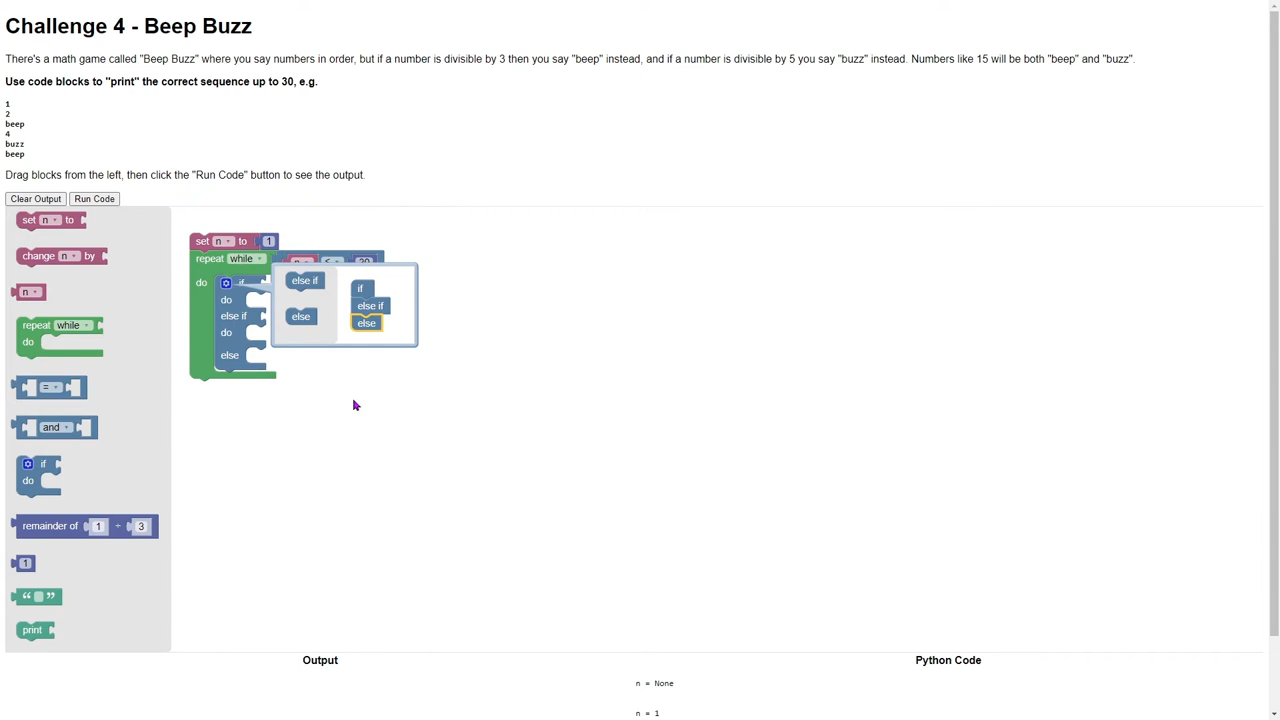 Challenge 4 - Beep Buzz
There's a math game called "Beep Buzz" where you say numbers in order, but if a number is divisible by 3 then you say "beep" instead, and if a number is divisible by 5 you say "buzz" instead. Numbers like 15 will be both "beep" and "buzz".
Use code blocks to "print" the correct sequence up to 30, e.g.
1
2
beep
4
buzz
beep
Drag blocks from the left, then click the "Run Code" button to see the output.
Clear Output Run Code
set n to
change n by
n
repeat while
do
=
and
if
do
remainder of 1 ÷ 3
1
“ ”
print
set n to 1
repeat while
do if
do
else if
do
else
else if
else
if
else if
else
Output Python Code
n = None
n = 1